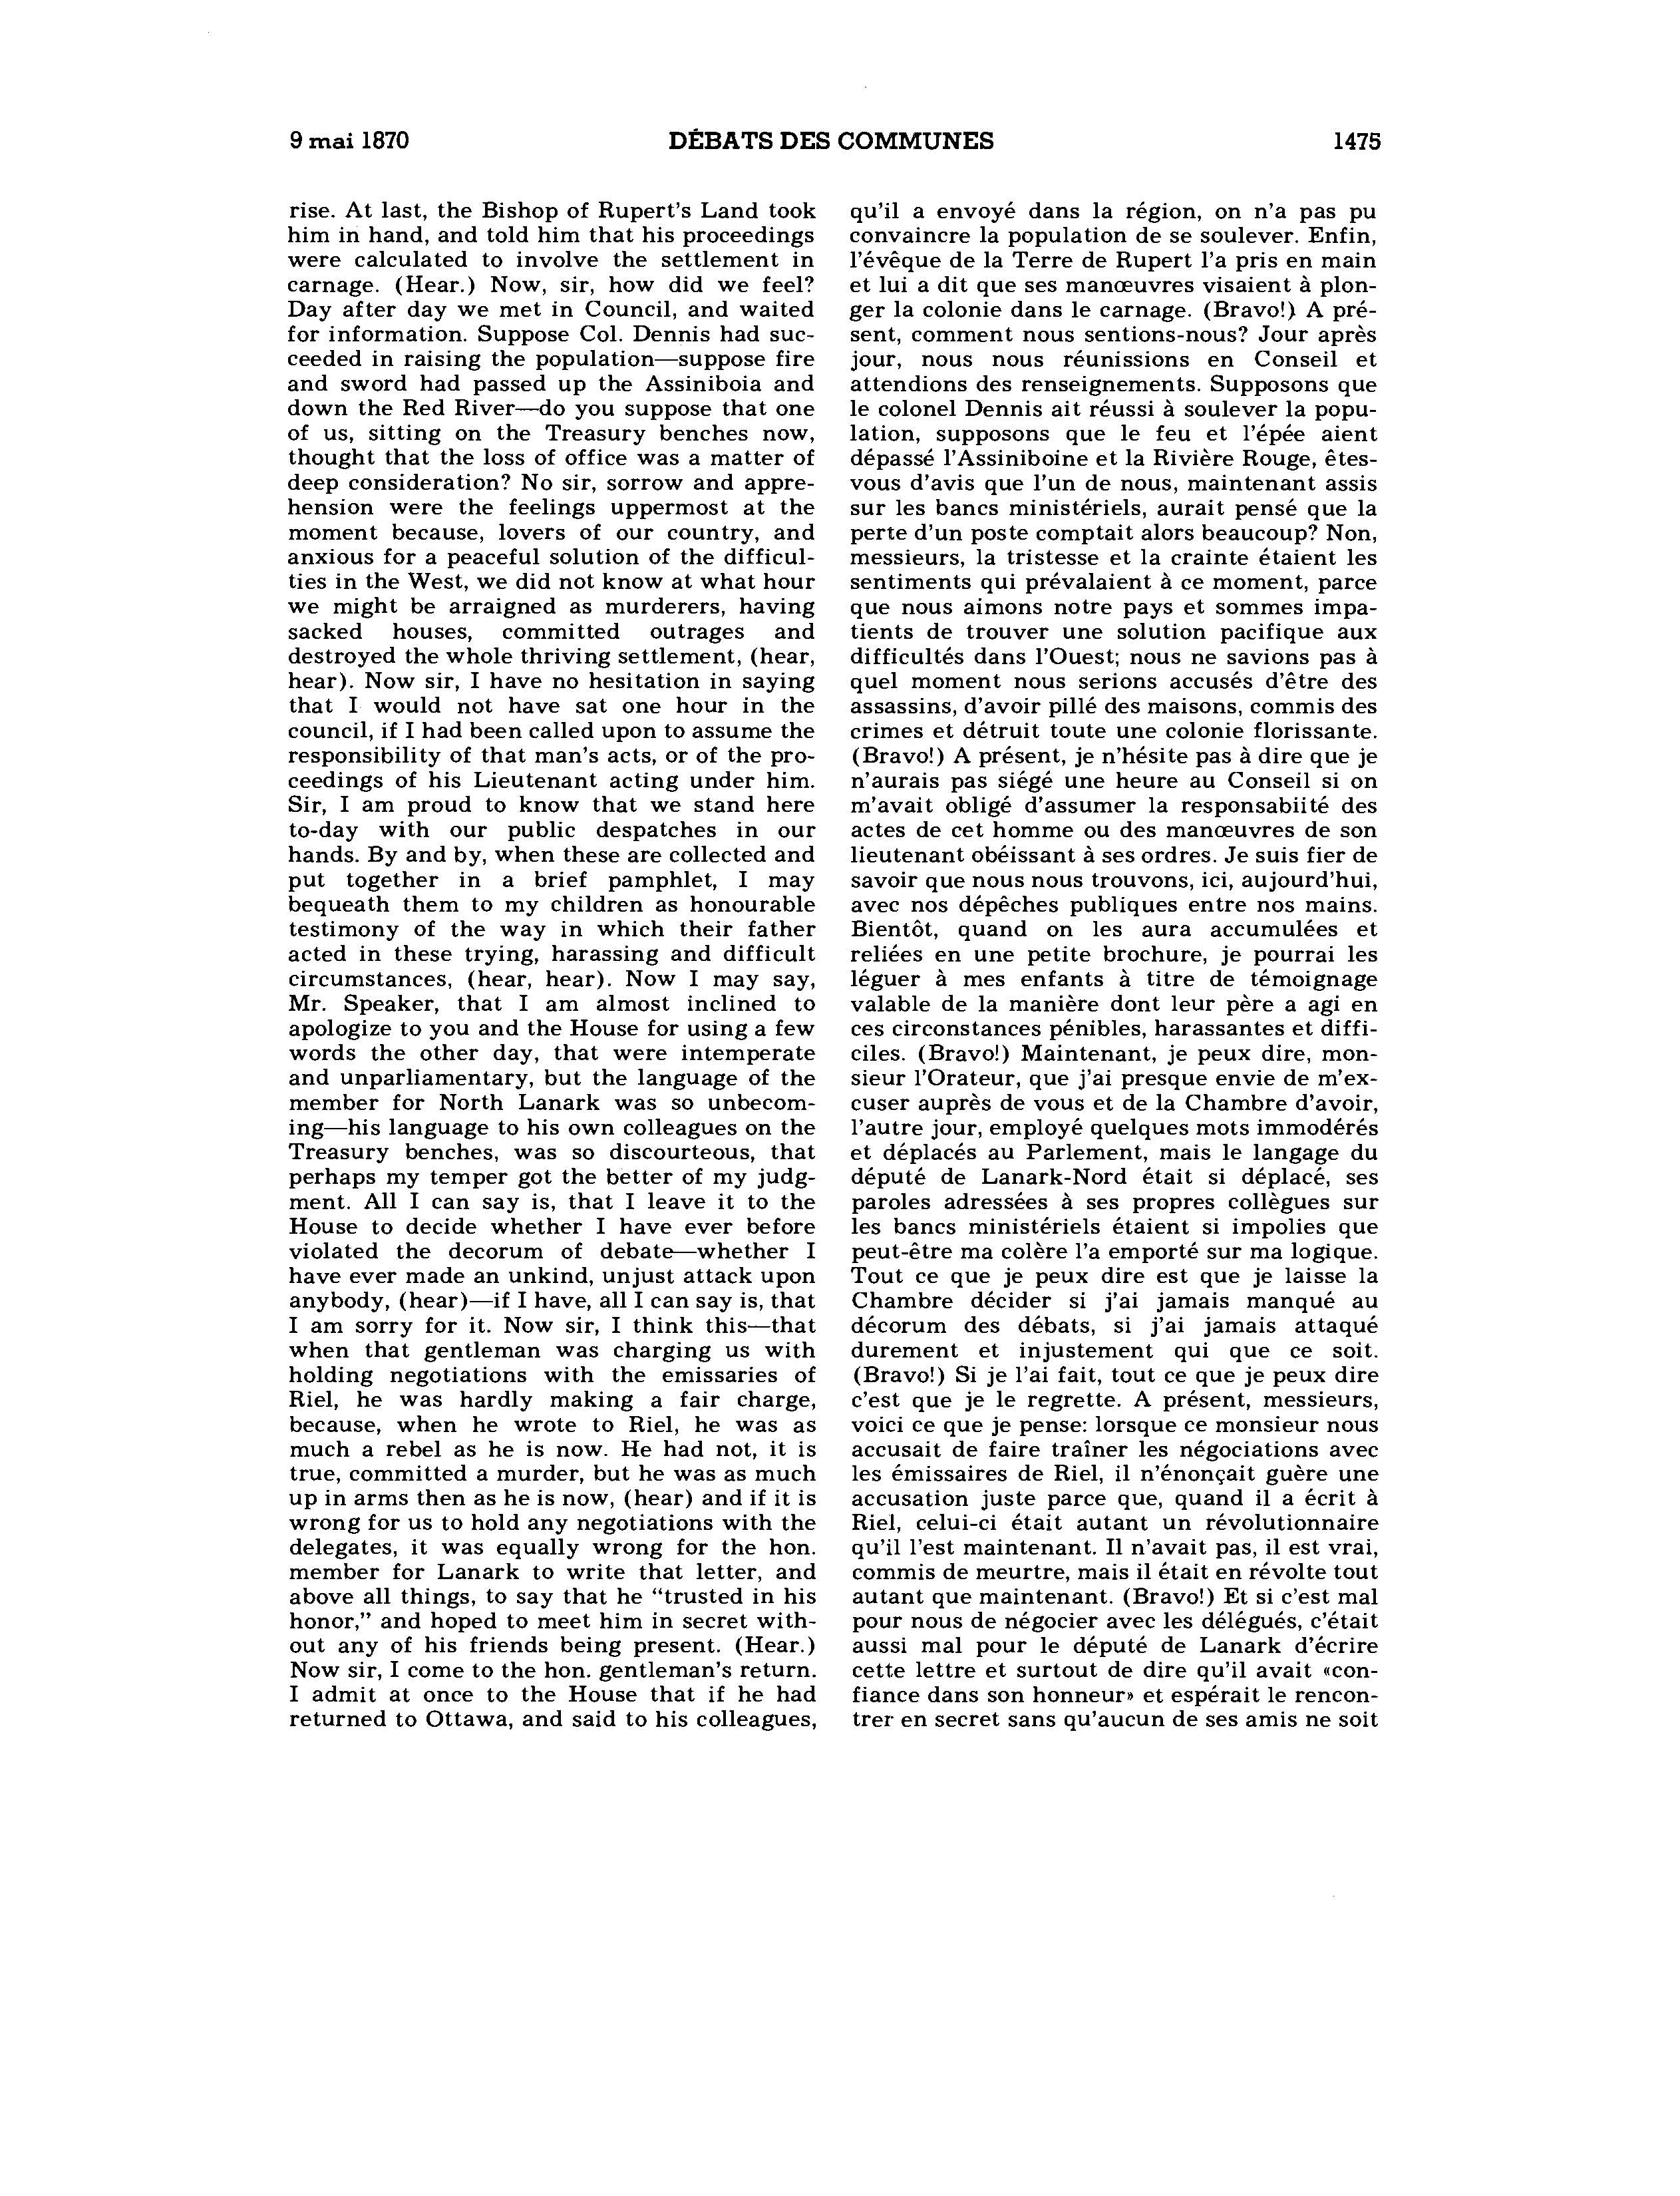 9 mai 1870
DÉBATS DES COMMUNES
1475
rise. At last, the Bishop of Rupert's Land took
him in hand, and told him that his proceedings
were calculated to involve the settlement in
carnage. (Hear.) Now, sir, how did we feel?
Day after day we met in Council, and waited
for information. Suppose Col. Dennis had suc-
ceeded in raising the population—suppose fire
and sword had passed up the Assiniboia and
down the Red River—do you suppose that one
of us, sitting on the Treasury benches now,
thought that the loss of office was a matter of
deep consideration? No sir, sorrow and appre-
hension were the feelings uppermost at the
moment because, lovers of our country, and
anxious for a peaceful solution of the difficul-
ties in the West, we did not know at what hour
we might be arraigned as murderers, having
sacked houses, committed outrages and
destroyed the whole thriving settlement, (hear,
hear). Now sir, I have no hesitation in saying
that I would not have sat one hour in the
council, if I had been called upon to assume the
responsibility of that man's acts, or of the pro-
ceedings of his Lieutenant acting under him.
Sir, I am proud to know that we stand here
to-day with our public despatches in our
hands. By and by, when these are collected and
put together in a brief pamphlet, I may
bequeath them to my children as honourable
testimony of the way in which their father
acted in these trying, harassing and difficult
circumstances, (hear, hear). Now I may say,
Mr. Speaker, that I am almost inclined to
apologize to you and the House for using a few
words the other day, that were intemperate
and unparliamentary, but the language of the
member for North Lanark was so unbecom-
ing—his language to his own colleagues on the
Treasury benches, was so discourteous, that
perhaps my temper got the better of my judg-
ment. All I can say is, that I leave it to the
House to decide whether I have ever before
violated the decorum of debate—whether I
have ever made an unkind, unjust attack upon
anybody, (hear)—if I have, all I can say is, that
I am sorry for it. Now sir, I think this—that
when that gentleman was charging us with
holding negotiations with the emissaries of
Riel, he was hardly making a fair charge,
because, when he wrote to Riel, he was as
much a rebel as he is now. He had not, it is
true, committed a murder, but he was as much
up in arms then as he is now, (hear) and if it is
wrong for us to hold any negotiations with the
delegates, it was equally wrong for the hon.
member for Lanark to write that letter, and
above all things, to say that he "trusted in his
honor," and hoped to meet him in secret with-
out any of his friends being present. (Hear.)
Now sir, I come to the hon. gentleman's return.
I admit at once to the House that if he had
returned to Ottawa, and said to his colleagues,
qu'il a envoyé dans la région, on n'a pas pu
convaincre la population de se soulever. Enfin,
l'évêque de la Terre de Rupert l'a pris en main
et lui a dit que ses manœuvres visaient à plon-
ger la colonie dans le carnage. (Bravo!) A pré-
sent, comment nous sentions-nous? Jour après
jour, nous nous réunissions en Conseil et
attendions des renseignements. Supposons que
le colonel Dennis ait réussi à soulever la popu-
lation, supposons que le feu et l'épée aient
dépassé l'Assiniboine et la Rivière Rouge, êtes-
vous d'avis que l'un de nous, maintenant assis
sur les bancs ministériels, aurait pensé que la
perte d'un poste comptait alors beaucoup? Non,
messieurs, la tristesse et la crainte étaient les
sentiments qui prévalaient à ce moment, parce
que nous aimons notre pays et sommes impa-
tients de trouver une solution pacifique aux
difficultés dans l'Ouest; nous ne savions pas à
quel moment nous serions accusés d'être des
assassins, d'avoir pillé des maisons, commis des
crimes et détruit toute une colonie florissante.
(Bravo!) A présent, je n'hésite pas à dire que je
n'aurais pas siégé une heure au Conseil si on
m'avait obligé d'assumer la responsabiité des
actes de cet homme ou des manœuvres de son
lieutenant obéissant à ses ordres. Je suis fier de
savoir que nous nous trouvons, ici, aujourd'hui,
avec nos dépêches publiques entre nos mains.
Bientôt, quand on les aura accumulées et
reliées en une petite brochure, je pourrai les
léguer à mes enfants à titre de témoignage
valable de la manière dont leur père a agi en
ces circonstances pénibles, harassantes et diffi-
ciles. (Bravo!) Maintenant, je peux dire, mon-
sieur l'Orateur, que j'ai presque envie de m'ex-
cuser auprès de vous et de la Chambre d'avoir,
l'autre jour, employé quelques mots immodérés
et déplacés au Parlement, mais le langage du
député de Lanark-Nord était si déplacé, ses
paroles adressées à ses propres collègues sur
les bancs ministériels étaient si impolies que
peut-être ma colère l'a emporté sur ma logique.
Tout ce que je peux dire est que je laisse la
Chambre décider si j'ai jamais manqué au
décorum des débats, si j'ai jamais attaqué
durement et injustement qui que ce soit.
(Bravo!) Si je l'ai fait, tout ce que je peux dire
c'est que je le regrette. A présent, messieurs,
voici ce que je pense: lorsque ce monsieur nous
accusait de faire traîner les négociations avec
les émissaires de Riel, il n'énonçait guère une
accusation juste parce que, quand il a écrit à
Riel, celui-ci était autant un révolutionnaire
qu'il l'est maintenant. Il n'avait pas, il est vrai,
commis de meurtre, mais il était en révolte tout
autant que maintenant. (Bravo!) Et si c'est mal
pour nous de négocier avec les délégués, c'était
aussi mal pour le député de Lanark d'écrire
cette lettre et surtout de dire qu'il avait «con-
fiance dans son honneur» et espérait le rencon-
trer en secret sans qu'aucun de ses amis ne soit